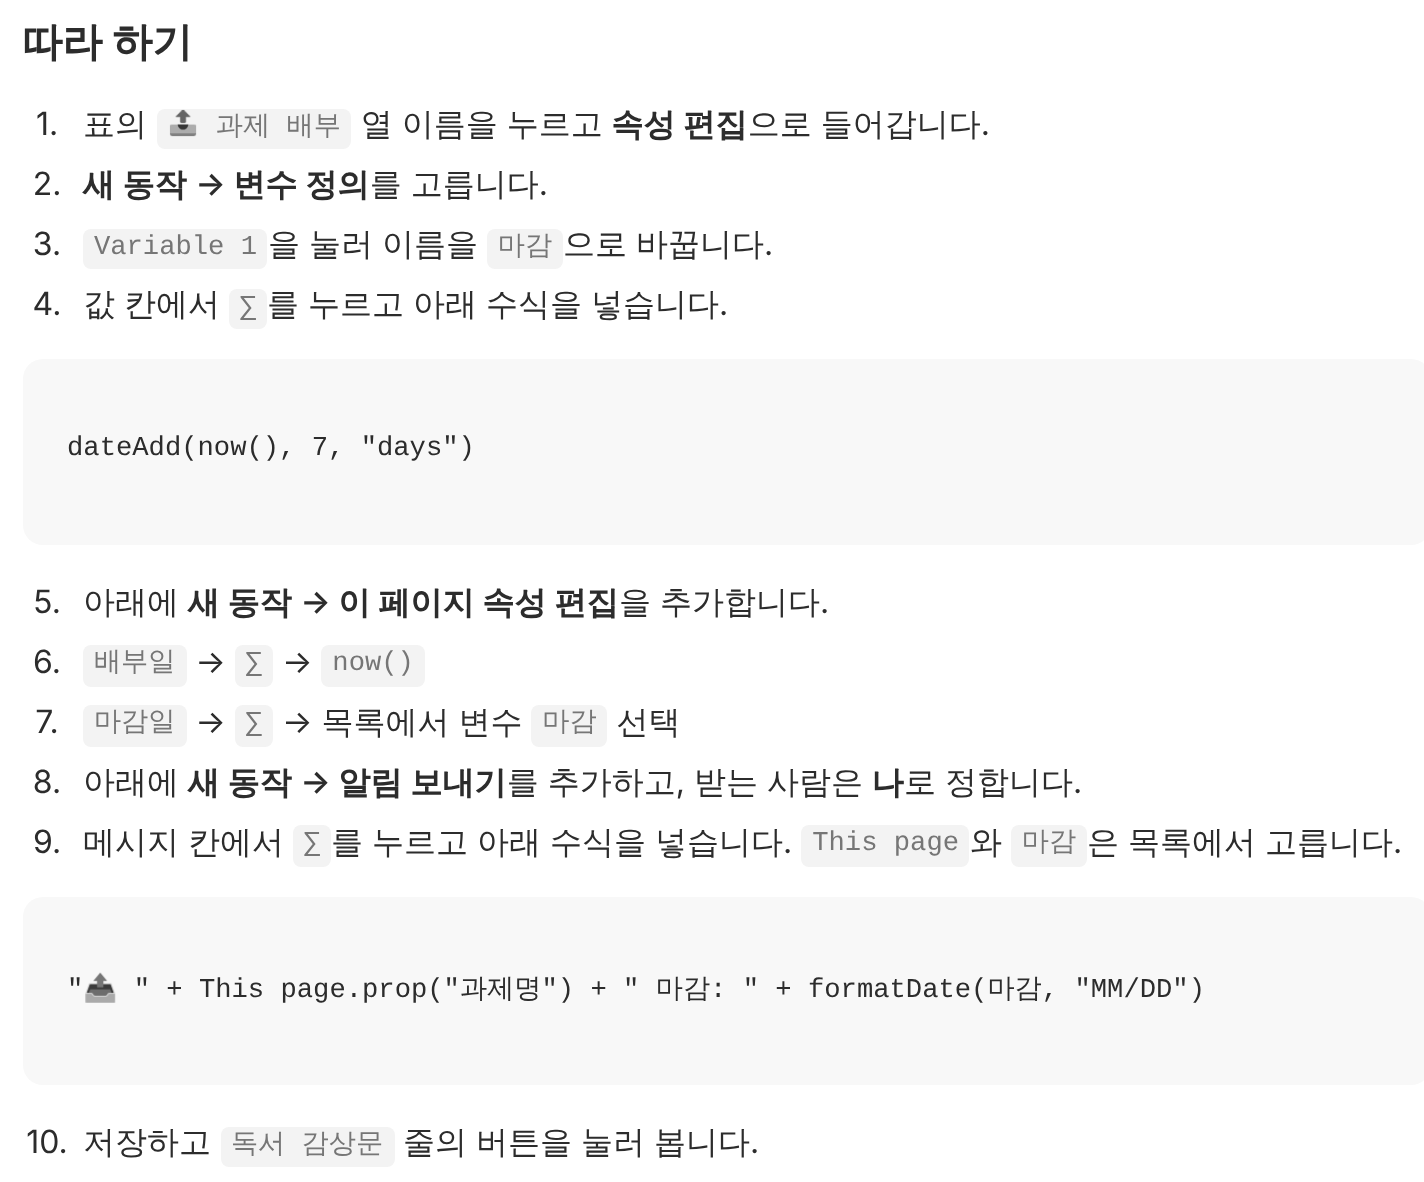 따라 하기
1. 표의 📤 과제 배부 열 이름을 누르고 속성 편집으로 들어갑니다.
2. 새 동작 → 변수 정의를 고릅니다.
3. Variable 1을 눌러 이름을 마감으로 바꿉니다.
4. 값 칸에서 ∑를 누르고 아래 수식을 넣습니다.
dateAdd(now(), 7, "days")
5. 아래에 새 동작 → 이 페이지 속성 편집을 추가합니다.
6. 배부일 → ∑ → now()
7. 마감일 → ∑ → 목록에서 변수 마감 선택
8. 아래에 새 동작 → 알림 보내기를 추가하고, 받는 사람은 나로 정합니다.
9. 메시지 칸에서 ∑를 누르고 아래 수식을 넣습니다. This page와 마감은 목록에서 고릅니다.
"📤 " + This page.prop("과제명") + " 마감: " + formatDate(마감, "MM/DD")
10. 저장하고 독서 감상문 줄의 버튼을 눌러 봅니다.